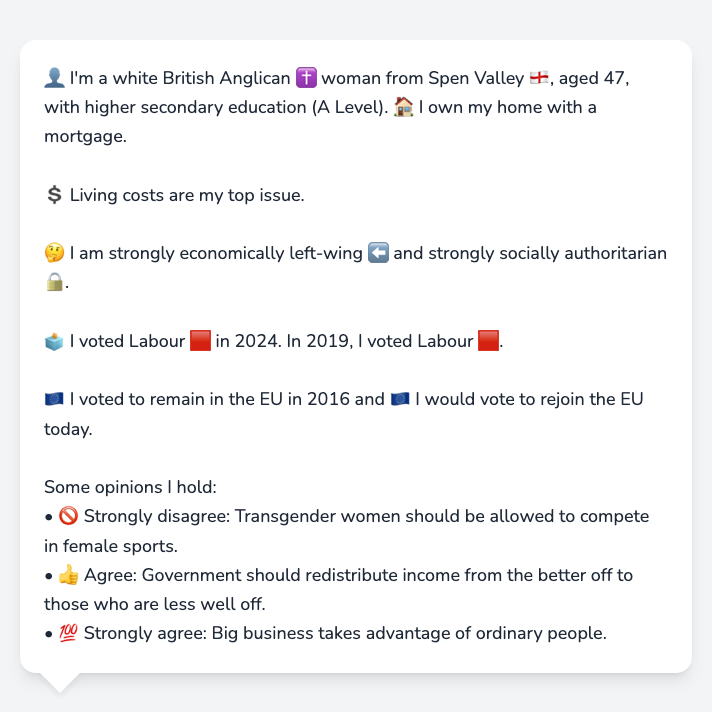 👤 I'm a white British Anglican ✝️ woman from Spen Valley 🏴󠁧󠁢󠁥󠁮󠁧󠁿, aged 47,
with higher secondary education (A Level). 🏠 I own my home with a
mortgage.
💲 Living costs are my top issue.
🤔 I am strongly economically left-wing ⬅️ and strongly socially authoritarian
🔒.
🗳️ I voted Labour 🟥 in 2024. In 2019, I voted Labour 🟥.
🇪🇺 I voted to remain in the EU in 2016 and 🇪🇺 I would vote to rejoin the EU
today.
Some opinions I hold:
• 🚫 Strongly disagree: Transgender women should be allowed to compete
in female sports.
• 👍 Agree: Government should redistribute income from the better off to
those who are less well off.
• 💯 Strongly agree: Big business takes advantage of ordinary people.